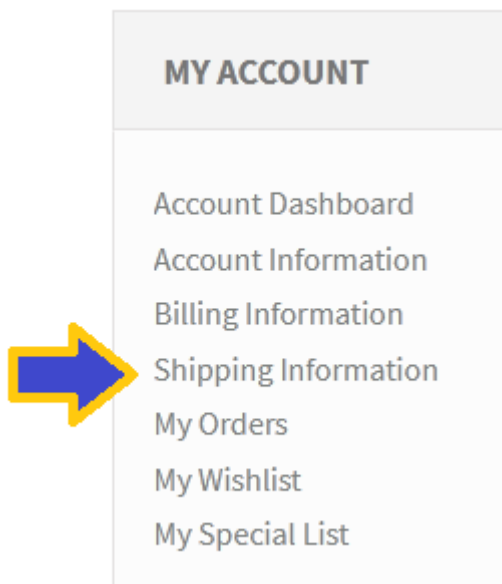 MY ACCOUNT
Account Dashboard
Account Information
Billing Information
Shipping Information
My Orders
My Wishlist
My Special List